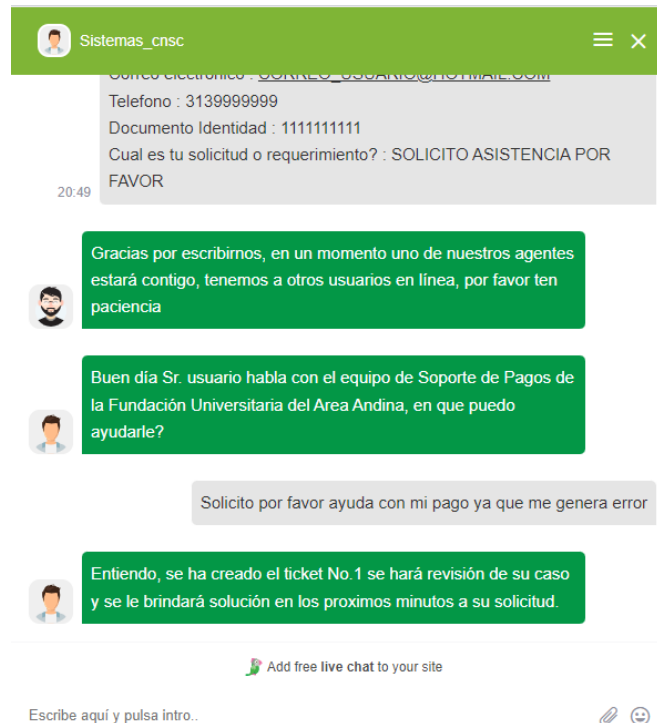 Sistemas_cnsc
Correo electronico : CORREO_USUARIO@HOTMAIL.COM
Telefono : 3139999999
Documento Identidad : 1111111111
Cual es tu solicitud o requerimiento? : SOLICITO ASISTENCIA POR
FAVOR
20:49
Gracias por escribirnos, en un momento uno de nuestros agentes
estará contigo, tenemos a otros usuarios en línea, por favor ten
paciencia
Buen día Sr. usuario habla con el equipo de Soporte de Pagos de
la Fundación Universitaria del Area Andina, en que puedo
ayudarle?
Solicito por favor ayuda con mi pago ya que me genera error
Entiendo, se ha creado el ticket No.1 se hará revisión de su caso
y se le brindará solución en los proximos minutos a su solicitud.
Add free live chat to your site
Escribe aquí y pulsa intro..